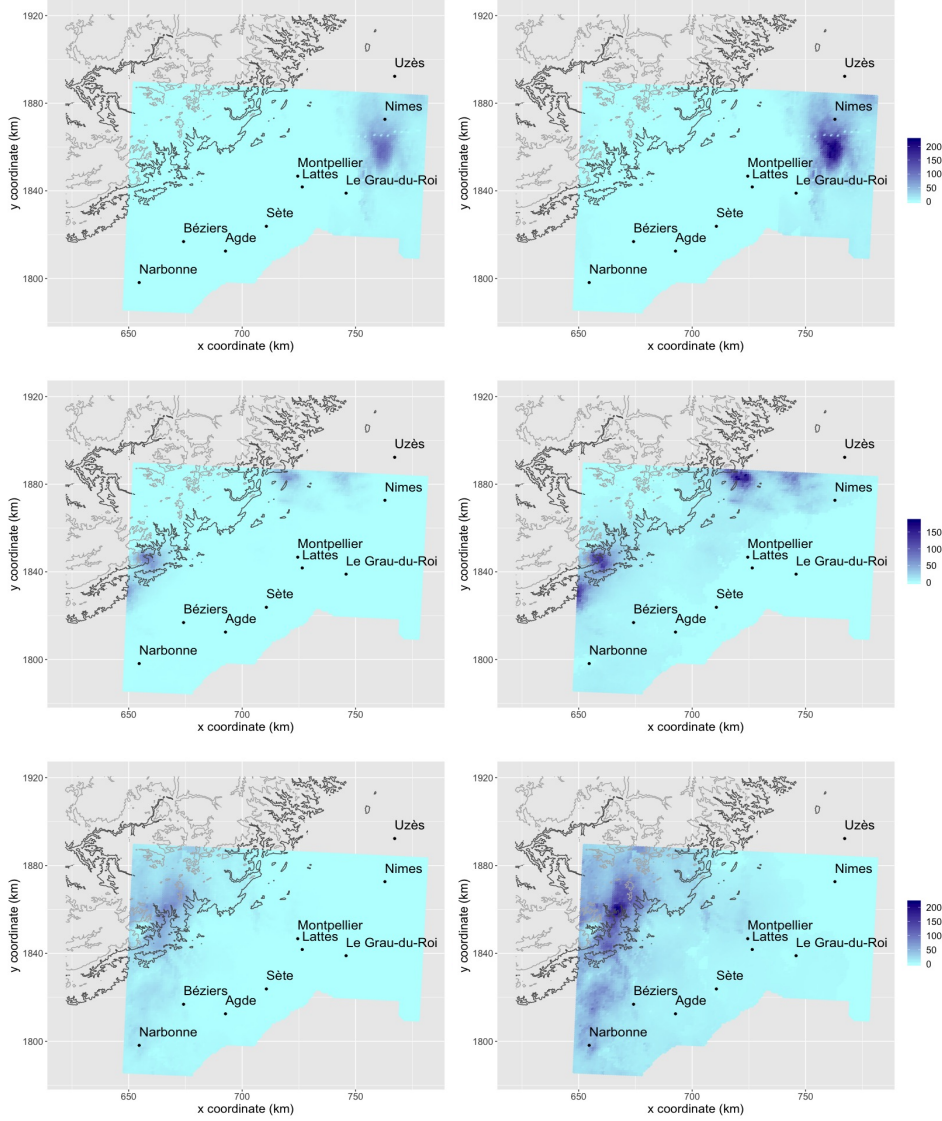 1920
1880
1840
1800
y coordinate (km)
Uzès
Nimes
Montpellier
Lattes
Le Grau-du-Roi
Sète
Béziers
Agde
Narbonne
650
700
750
x coordinate (km)
1920
1880
1840
1800
y coordinate (km)
Uzès
Nimes
Montpellier
Lattes
Le Grau-du-Roi
Sète
Béziers
Agde
Narbonne
650
700
750
x coordinate (km)
200
150
100
50
0
1920
1880
1840
1800
y coordinate (km)
Uzès
Nimes
Montpellier
Lattes
Le Grau-du-Roi
Sète
Béziers
Agde
Narbonne
650
700
750
x coordinate (km)
1920
1880
1840
1800
y coordinate (km)
Uzès
Nimes
Montpellier
Lattes
Le Grau-du-Roi
Sète
Béziers
Agde
Narbonne
650
700
750
x coordinate (km)
150
100
50
0
1920
1880
1840
1800
y coordinate (km)
Uzès
Nimes
Montpellier
Lattes
Le Grau-du-Roi
Sète
Béziers
Agde
Narbonne
650
700
750
x coordinate (km)
1920
1880
1840
1800
y coordinate (km)
Uzès
Nimes
Montpellier
Lattes
Le Grau-du-Roi
Sète
Béziers
Agde
Narbonne
650
700
750
x coordinate (km)
200
150
100
50
0